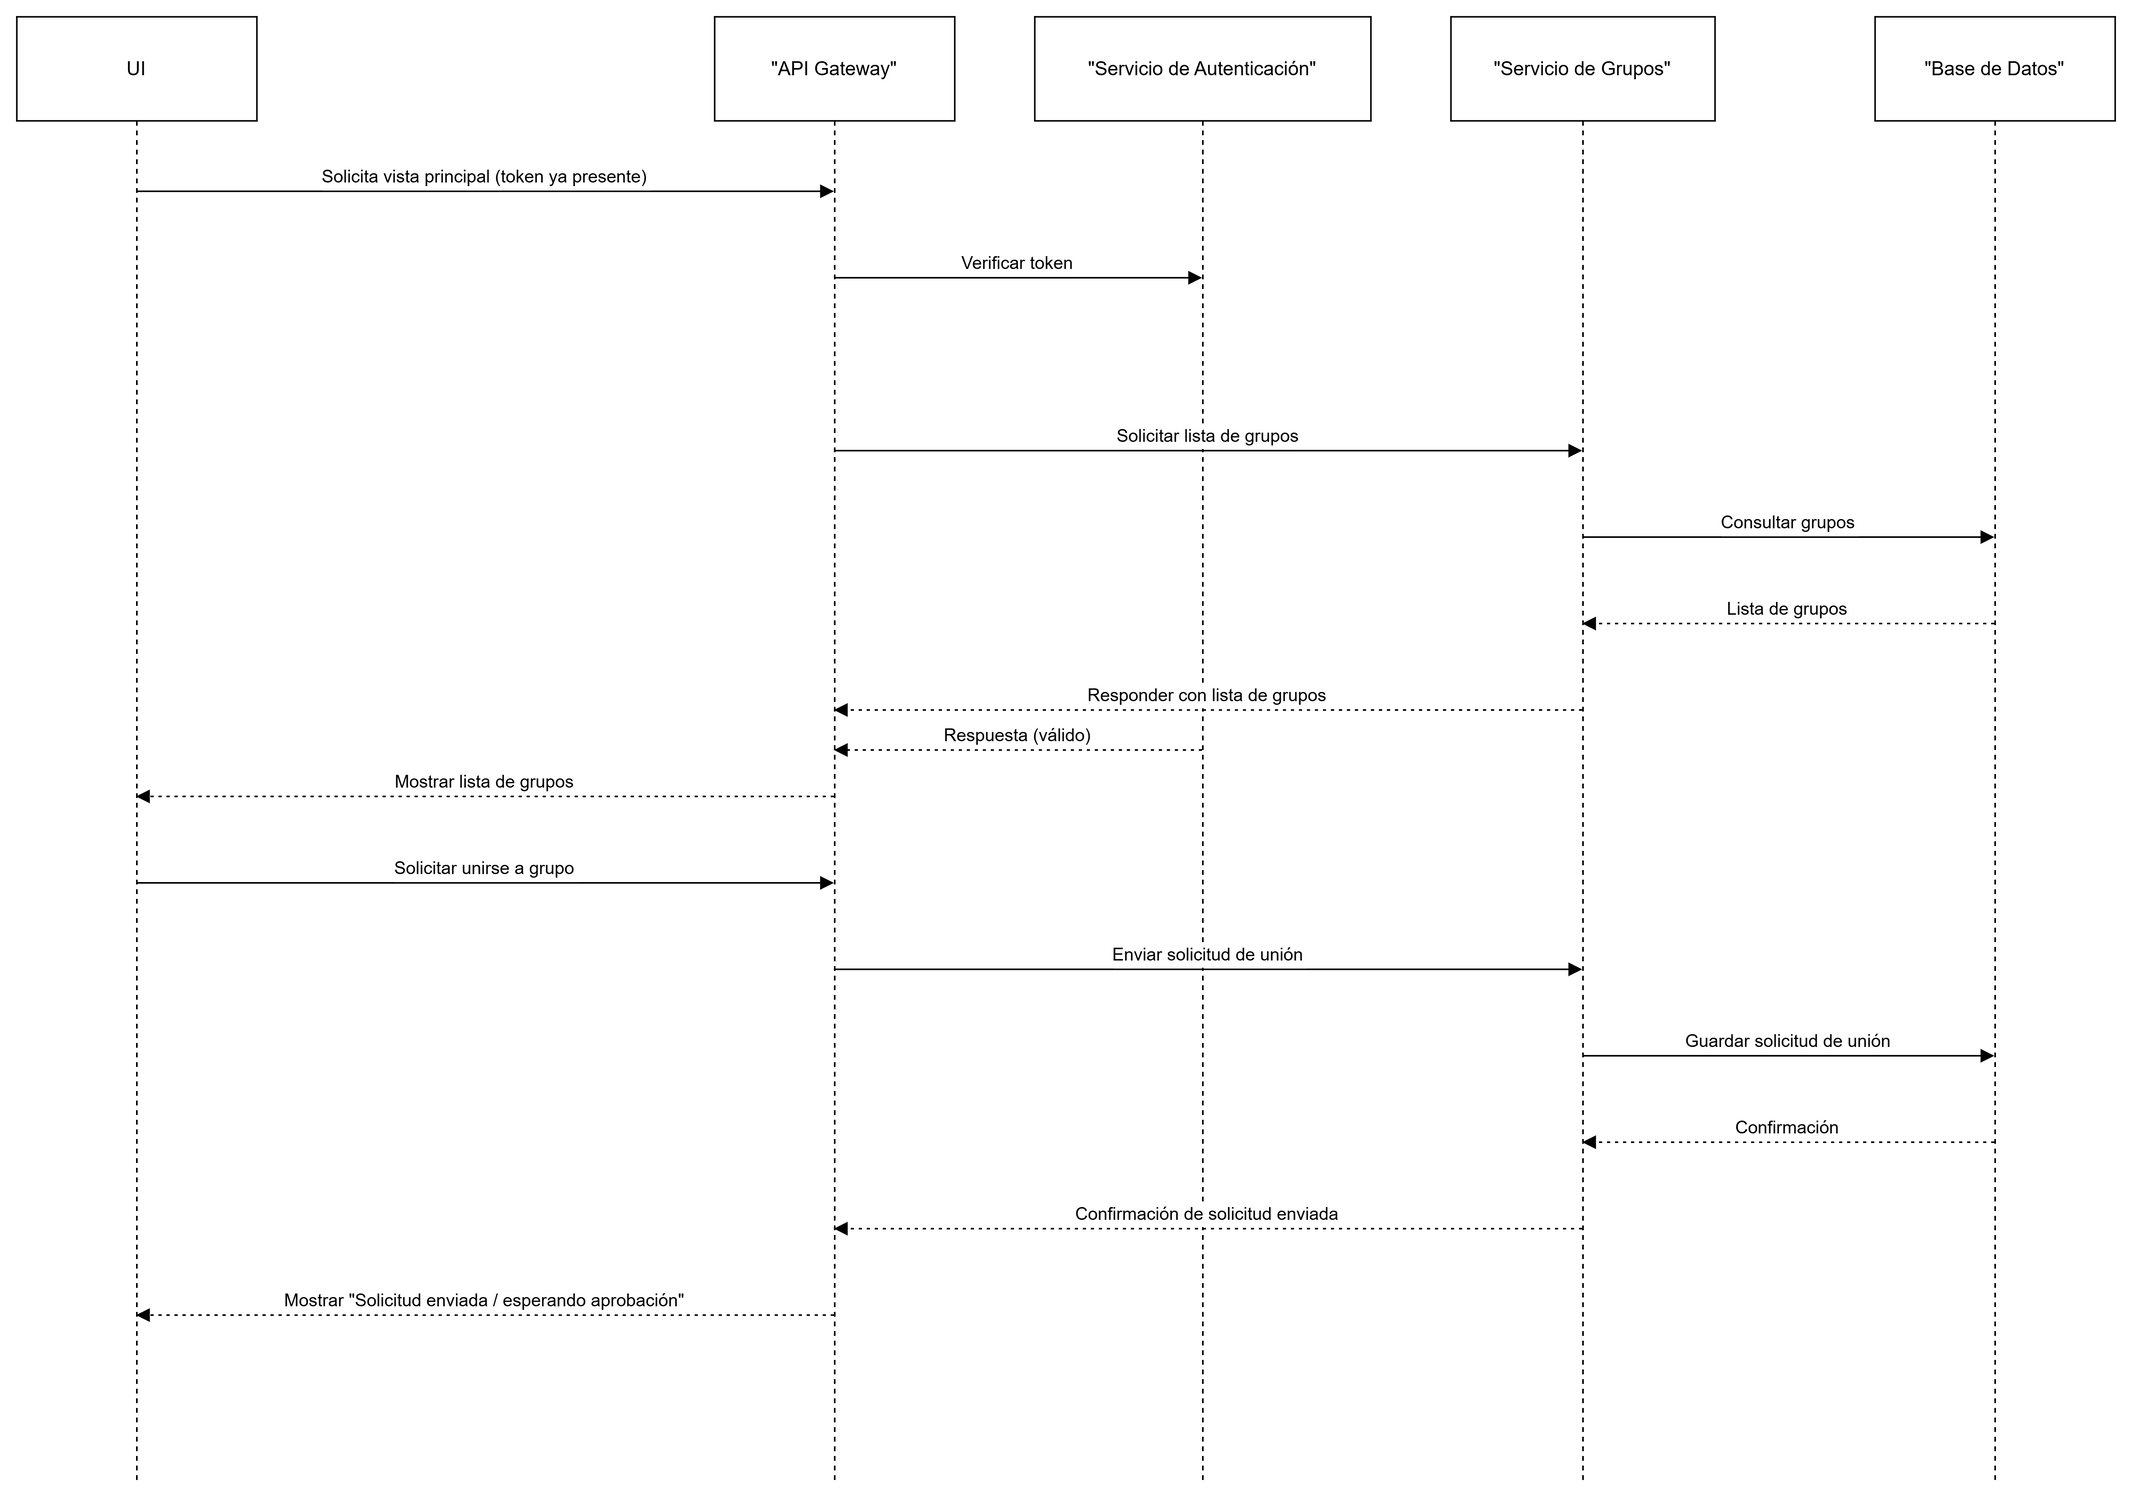 UI
"API Gateway"
"Servicio de Autenticación"
"Servicio de Grupos"
"Base de Datos"
Solicita vista principal (token ya presente)
Verificar token
Solicitar lista de grupos
Consultar grupos
Lista de grupos
Responder con lista de grupos
Respuesta (válido)
Mostrar lista de grupos
Solicitar unirse a grupo
Enviar solicitud de unión
Guardar solicitud de unión
Confirmación
Confirmación de solicitud enviada
Mostrar "Solicitud enviada / esperando aprobación"